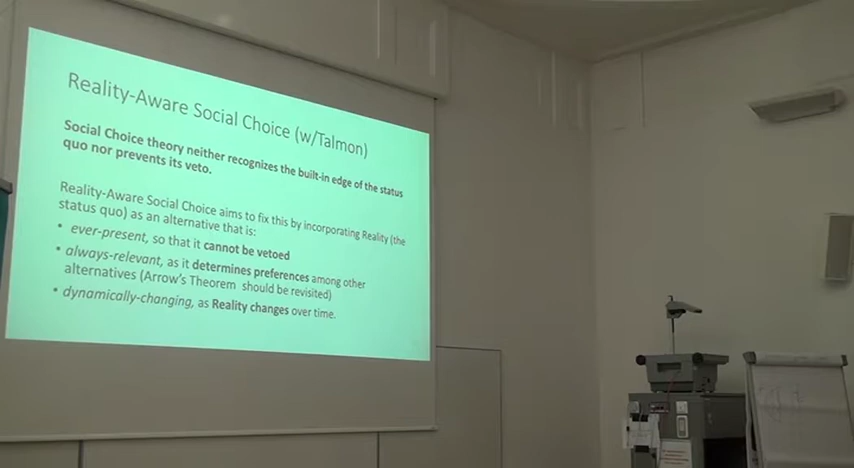 Reality-Aware Social Choice (w/Talmon)
Social Choice theory neither recognizes the built-in edge of the status
quo nor prevents its veto.
Reality-Aware Social Choice aims to fix this by incorporating Reality (the
status quo) as an alternative that is:
• ever-present, so that it cannot be vetoed
• always-relevant, as it determines preferences among other
alternatives (Arrow's Theorem should be revisited)
• dynamically-changing, as Reality changes over time.